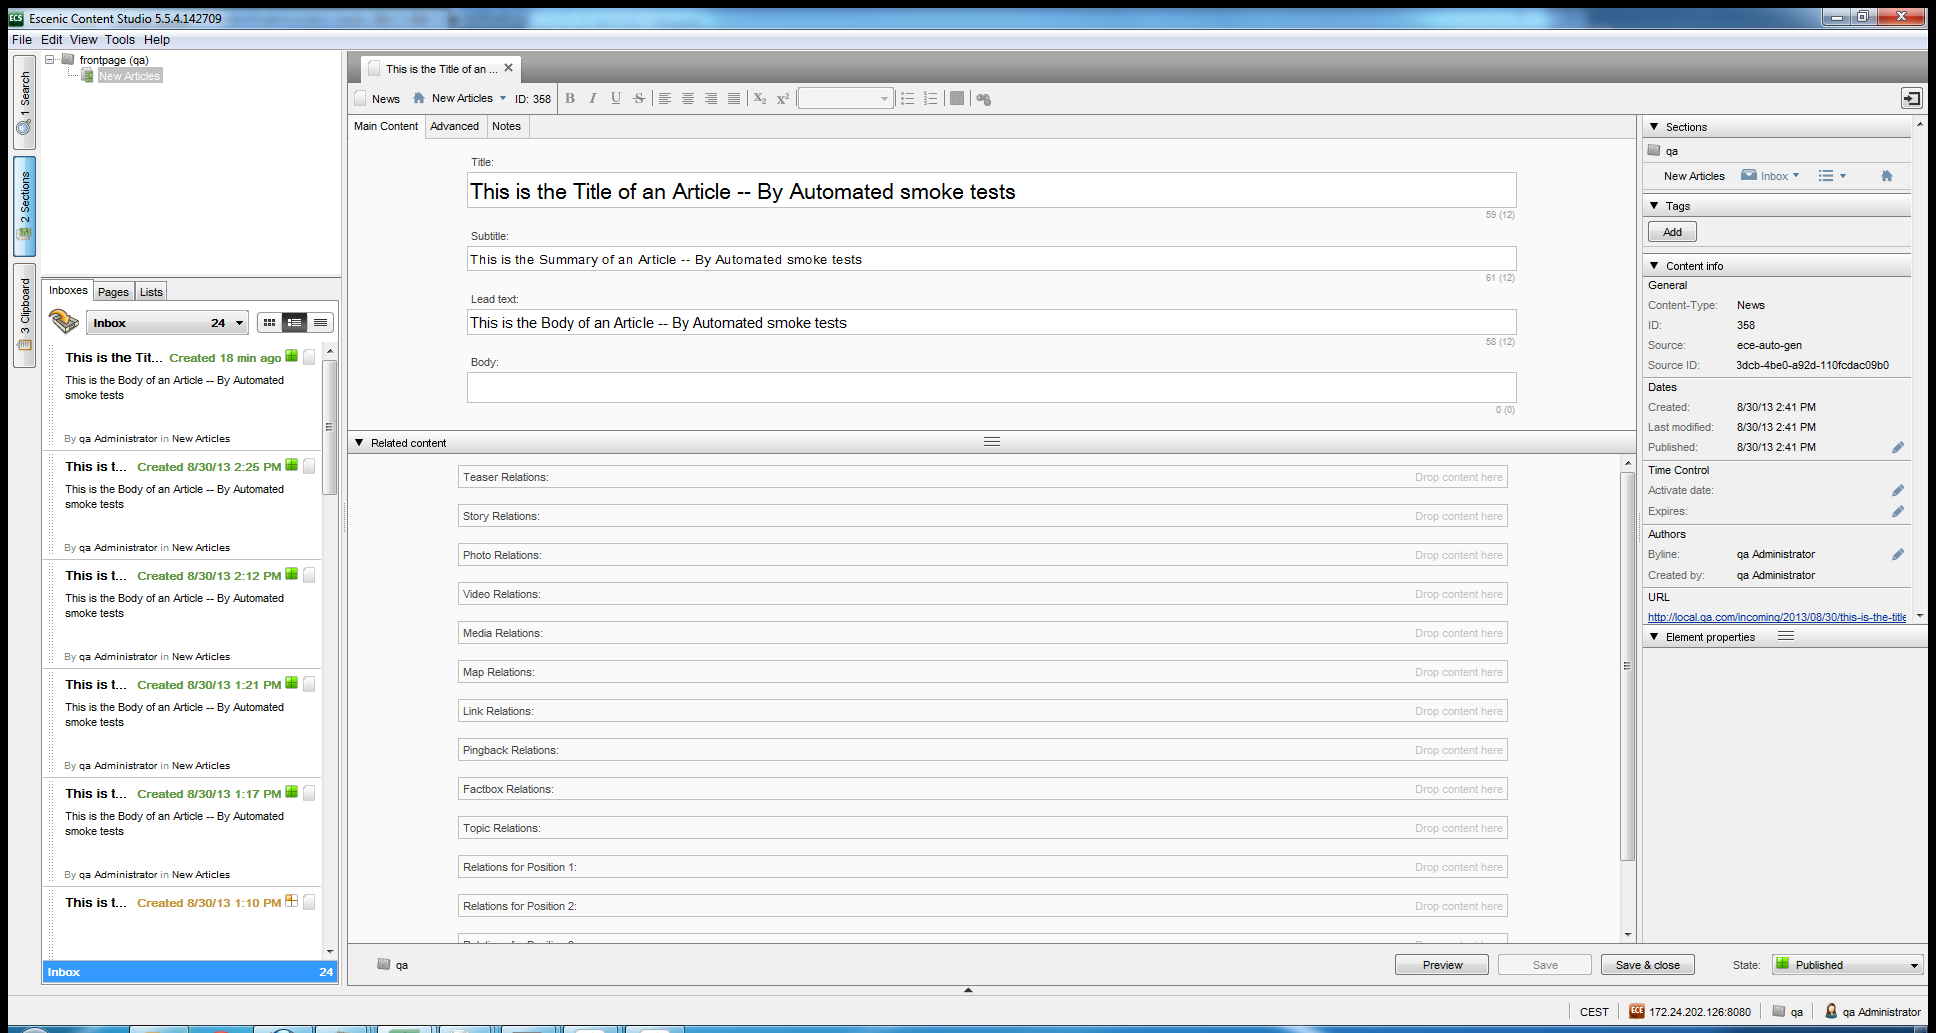 Escenic Content Studio 5.5.4.142709
File Edit View Tools Help
1 Search
2 Sections
3 Clipboard
frontpage (qa)
New Articles
Inboxes Pages Lists
Inbox 24
This is the Tit... Created 18 min ago
This is the Body of an Article -- By Automated
smoke tests
By qa Administrator in New Articles
This is t... Created 8/30/13 2:25 PM
This is the Body of an Article -- By Automated
smoke tests
By qa Administrator in New Articles
This is t... Created 8/30/13 2:12 PM
This is the Body of an Article -- By Automated
smoke tests
By qa Administrator in New Articles
This is t... Created 8/30/13 1:21 PM
This is the Body of an Article -- By Automated
smoke tests
By qa Administrator in New Articles
This is t... Created 8/30/13 1:17 PM
This is the Body of an Article -- By Automated
smoke tests
By qa Administrator in New Articles
This is t... Created 8/30/13 1:10 PM
Inbox 24
This is the Title of an ...
News New Articles ID: 358 B I U S X2 X2
Main Content Advanced Notes
Title:
This is the Title of an Article -- By Automated smoke tests
59 (12)
Subtitle:
This is the Summary of an Article -- By Automated smoke tests
61 (12)
Lead text:
This is the Body of an Article -- By Automated smoke tests
58 (12)
Body:
0 (0)
Related content
Teaser Relations: Drop content here
Story Relations: Drop content here
Photo Relations: Drop content here
Video Relations: Drop content here
Media Relations: Drop content here
Map Relations: Drop content here
Link Relations: Drop content here
Pingback Relations: Drop content here
Factbox Relations: Drop content here
Topic Relations: Drop content here
Relations for Position 1: Drop content here
Relations for Position 2: Drop content here
qa
Preview Save Save & close State: Published
Sections
qa
New Articles Inbox
Tags
Add
Content info
General
Content-Type: News
ID: 358
Source: ece-auto-gen
Source ID: 3dcb-4be0-a92d-110fcdac09b0
Dates
Created: 8/30/13 2:41 PM
Last modified: 8/30/13 2:41 PM
Published: 8/30/13 2:41 PM
Time Control
Activate date:
Expires:
Authors
Byline: qa Administrator
Created by: qa Administrator
URL
http://local.qa.com/incoming/2013/08/30/this-is-the-title
Element properties
CEST ECE 172.24.202.126:8080 qa qa Administrator